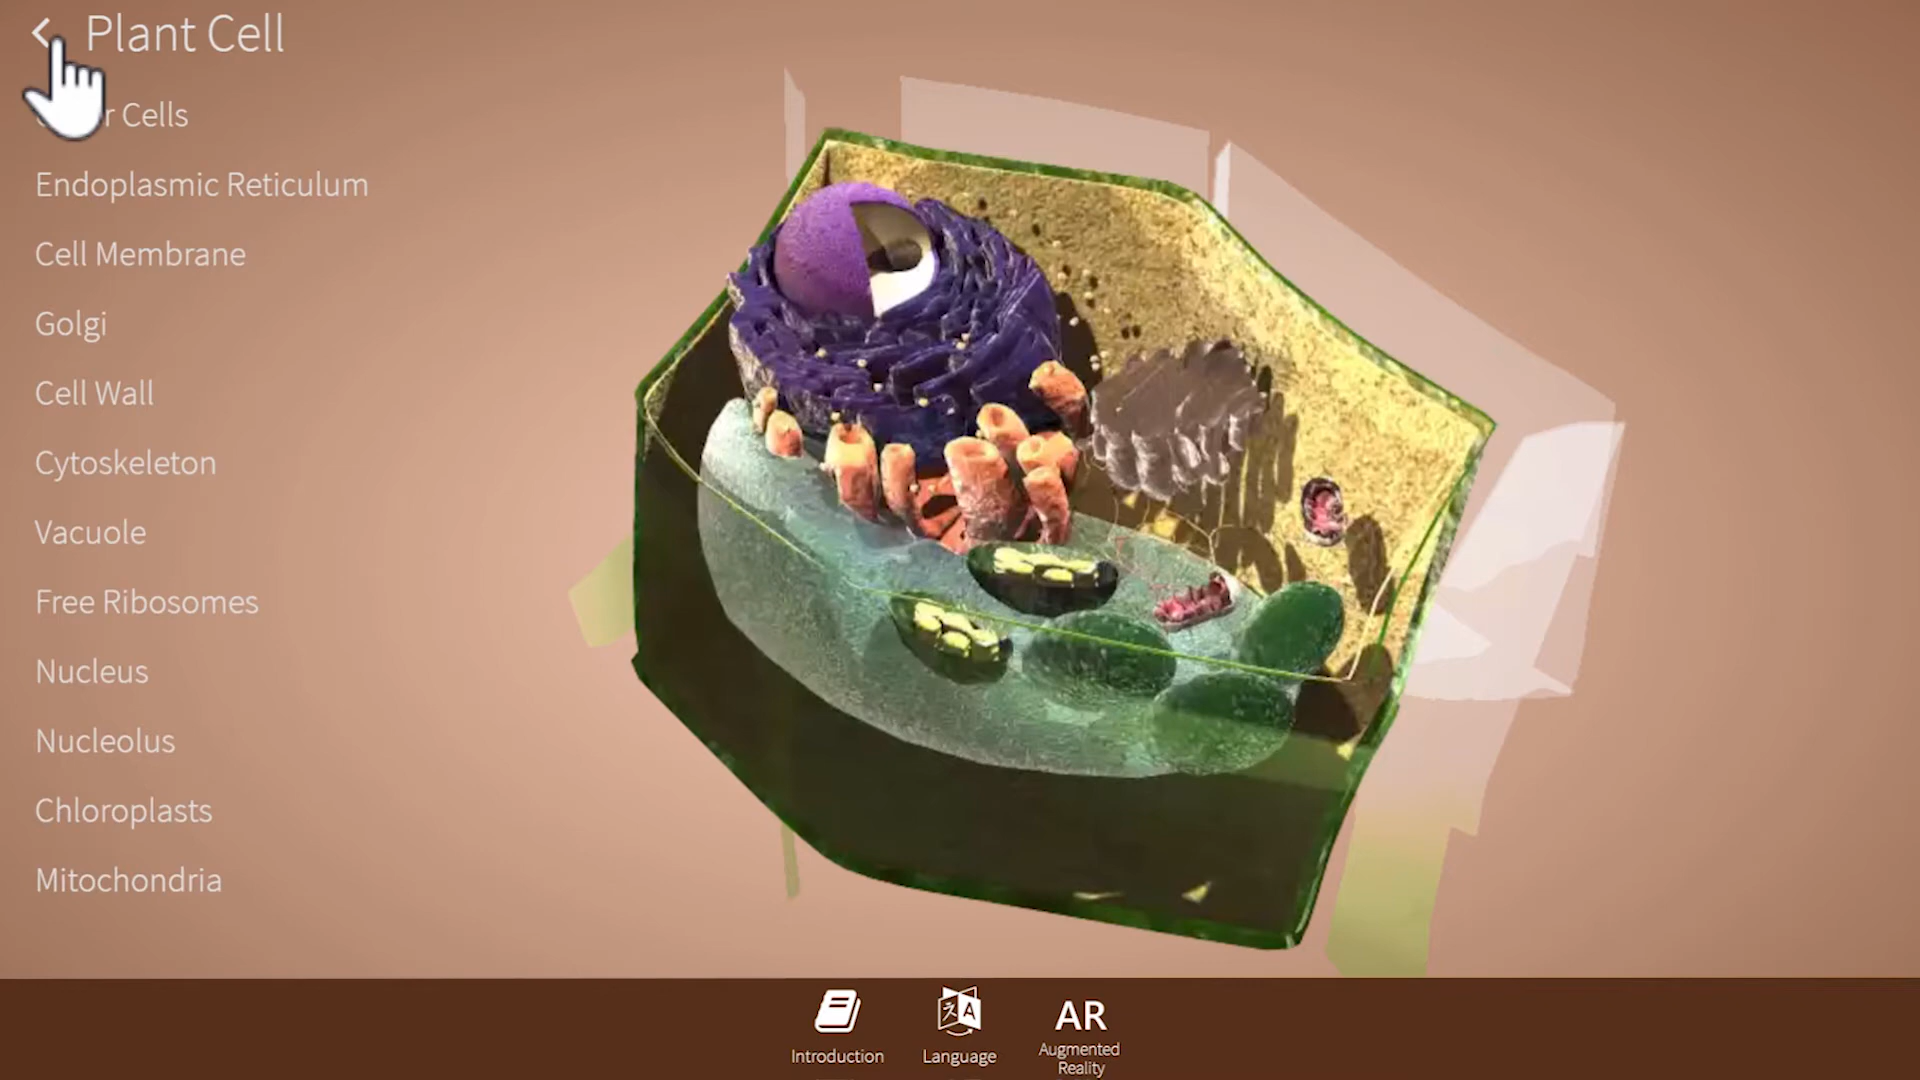 Plant Cell
Cells
Endoplasmic Reticulum
Cell Membrane
Golgi
Cell Wall
Cytoskeleton
Vacuole
Free Ribosomes
Nucleus
Nucleolus
Chloroplasts
Mitochondria
Introduction
Language
AR
Augmented
Reality